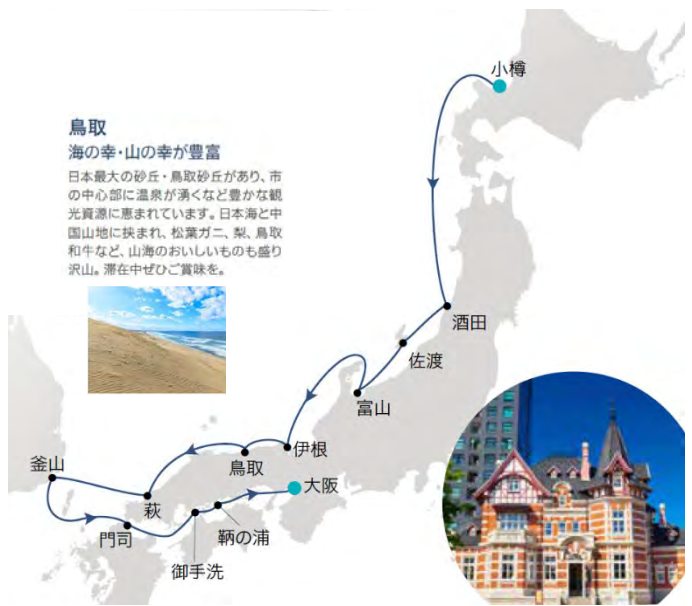 小樽
鳥取
海の幸・山の幸が豊富
日本最大の砂丘・鳥取砂丘があり、市
の中心部に温泉が湧くなど豊かな観
光資源に恵まれています。日本海と中
国山地に挟まれ、松葉ガニ、梨、鳥取
和牛など、山海のおいしいものも盛り
沢山。滞在中ぜひご賞味を。
酒田
佐渡
富山
伊根
鳥取
釜山
大阪
萩
門司
鞆の浦
御手洗